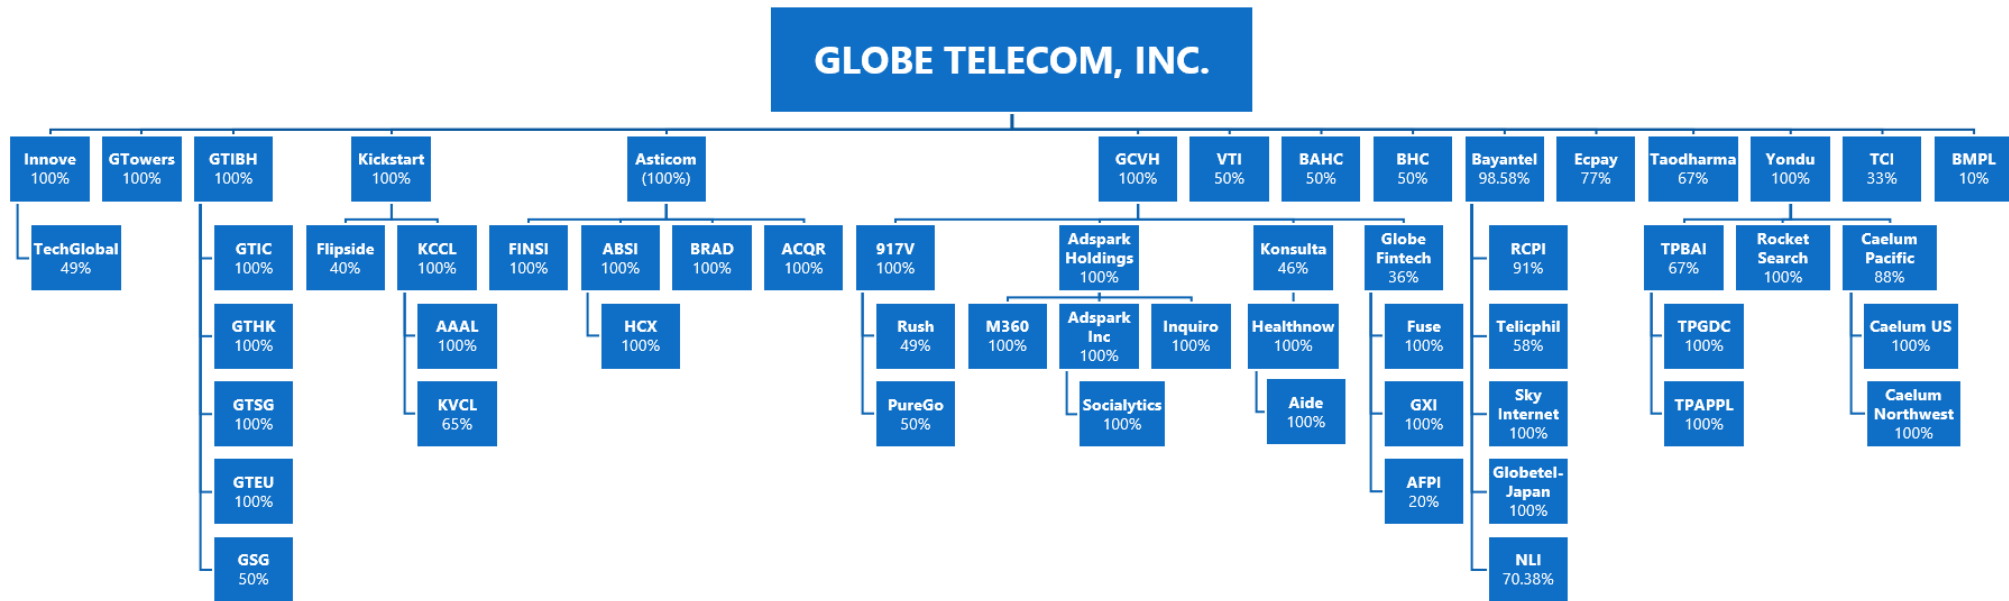 GLOBE TELECOM, INC.
Innove
100%
GTowers
100%
GTIBH
100%
Kickstart
100%
Asticom
(100%)
GCVH
100%
VTI
50%
BAHC
50%
BHC
50%
Bayantel
98.58%
Ecpay
77%
Taodharma
67%
Yondu
100%
TCI
33%
BMPL
10%
TechGlobal
49%
GTIC
100%
Flipside
40%
KCCL
100%
FINSI
100%
ABSI
100%
BRAD
100%
ACQR
100%
917V
100%
Adspark
Holdings
100%
Konsulta
46%
Globe
Fintech
36%
RCPI
91%
TPBAI
67%
Rocket
Search
100%
Caelum
Pacific
88%
GTHK
100%
AAAL
100%
HCX
100%
Rush
49%
M360
100%
Adspark
Inc
100%
Inquiro
100%
Healthnow
100%
Fuse
100%
Telicphil
58%
TPGDC
100%
Caelum US
100%
GTSG
100%
KVCL
65%
PureGo
50%
Socialytics
100%
Aide
100%
GXI
100%
Sky
Internet
100%
TPAPPL
100%
Caelum
Northwest
100%
GTEU
100%
AFPI
20%
Globetel-
Japan
100%
GSG
50%
NLI
70.38%